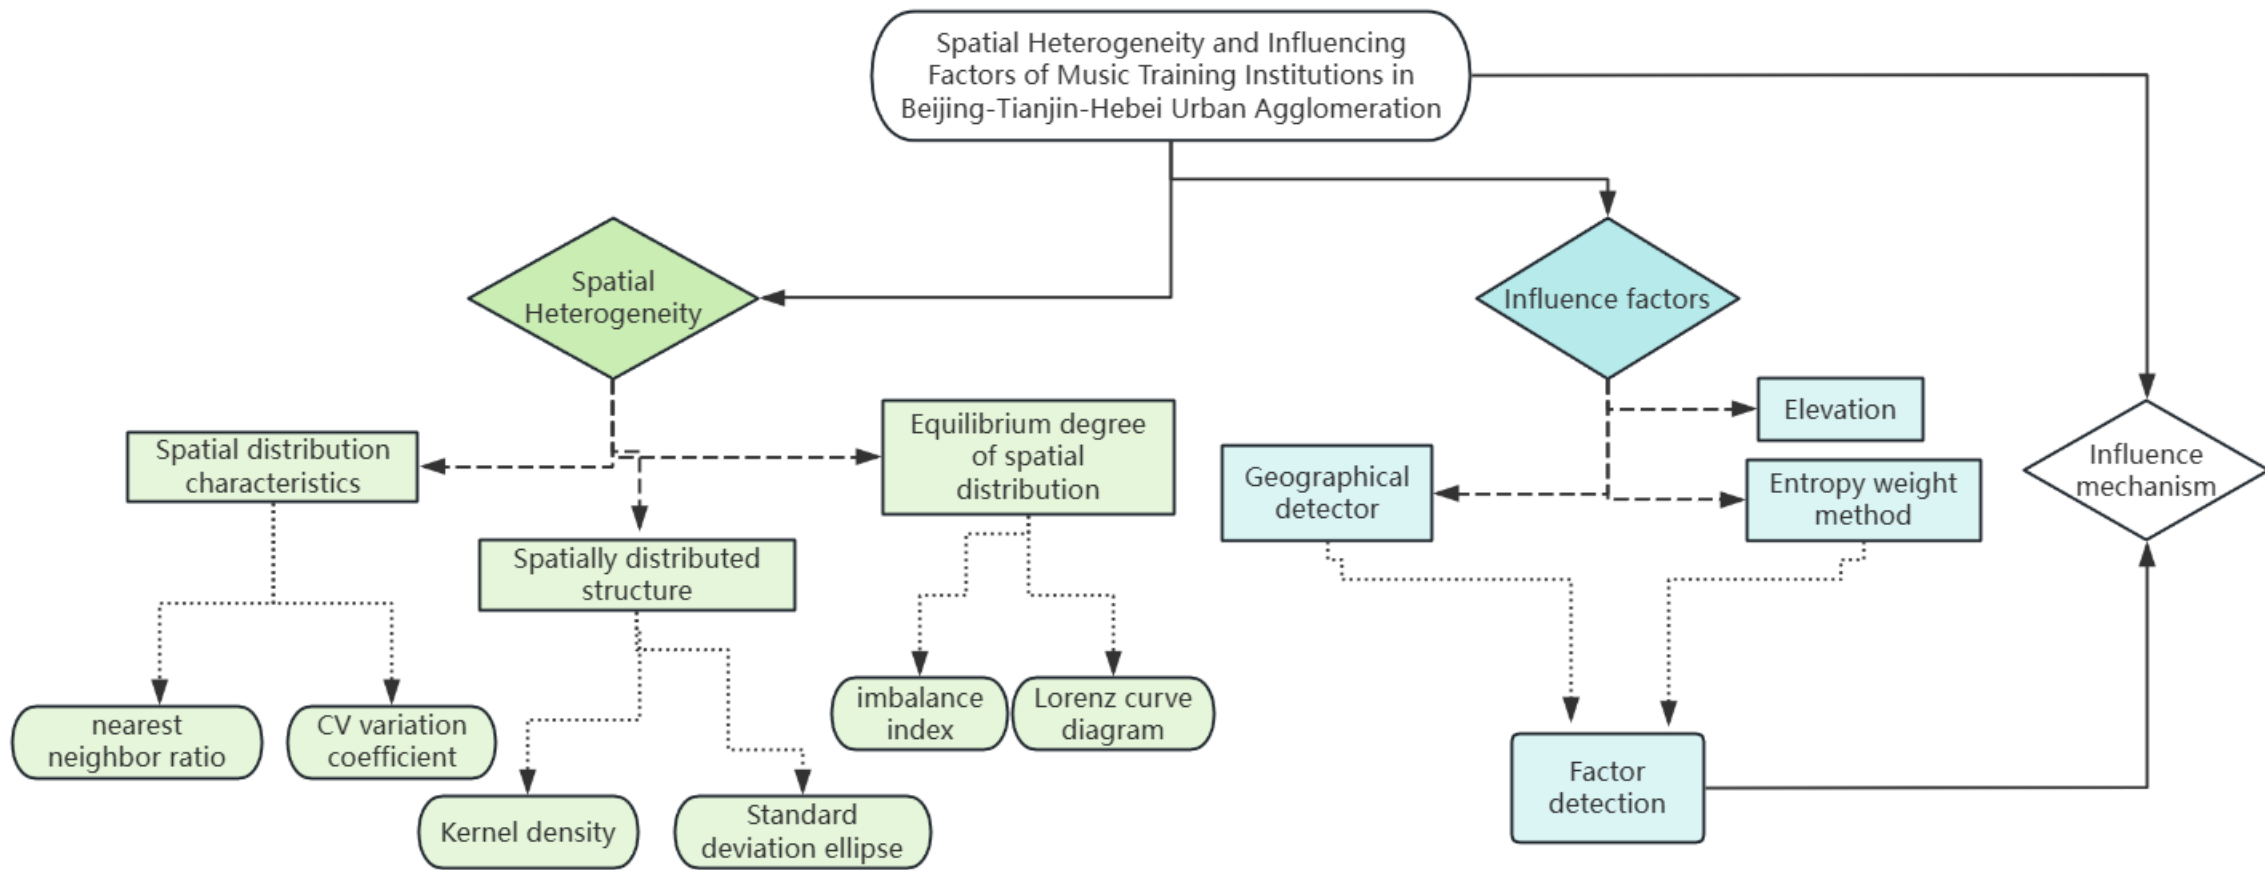 Spatial Heterogeneity and Influencing
Factors of Music Training Institutions in
Beijing-Tianjin-Hebei Urban Agglomeration
Spatial
Heterogeneity
Influence factors
Elevation
Spatial distribution
characteristics
Equilibrium degree
of spatial
distribution
Geographical
detector
Entropy weight
method
Influence
mechanism
Spatially distributed
structure
nearest
neighbor ratio
CV variation
coefficient
imbalance
index
Lorenz curve
diagram
Kernel density
Standard
deviation ellipse
Factor
detection